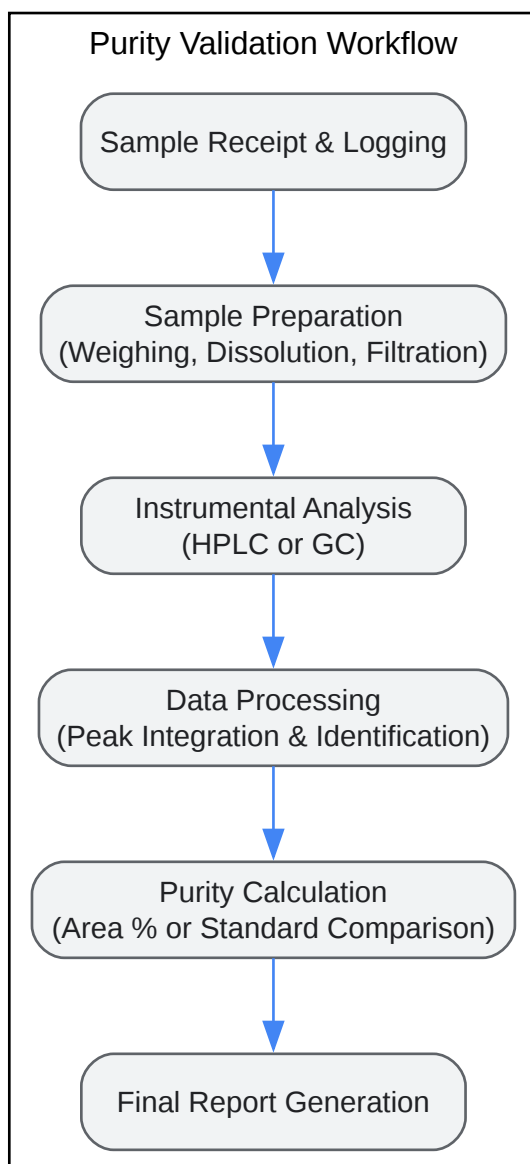 Purity Validation Workflow
Sample Receipt & Logging
Sample Preparation
(Weighing, Dissolution, Filtration)
Instrumental Analysis
(HPLC or GC)
Data Processing
(Peak Integration & Identification)
Purity Calculation
(Area % or Standard Comparison)
Final Report Generation